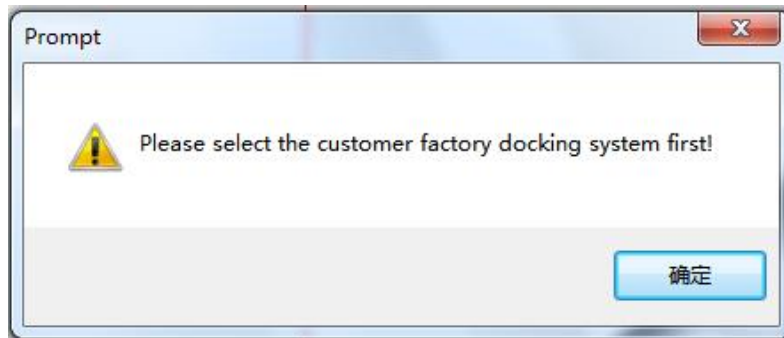 Prompt
Please select the customer factory docking system first!
确定